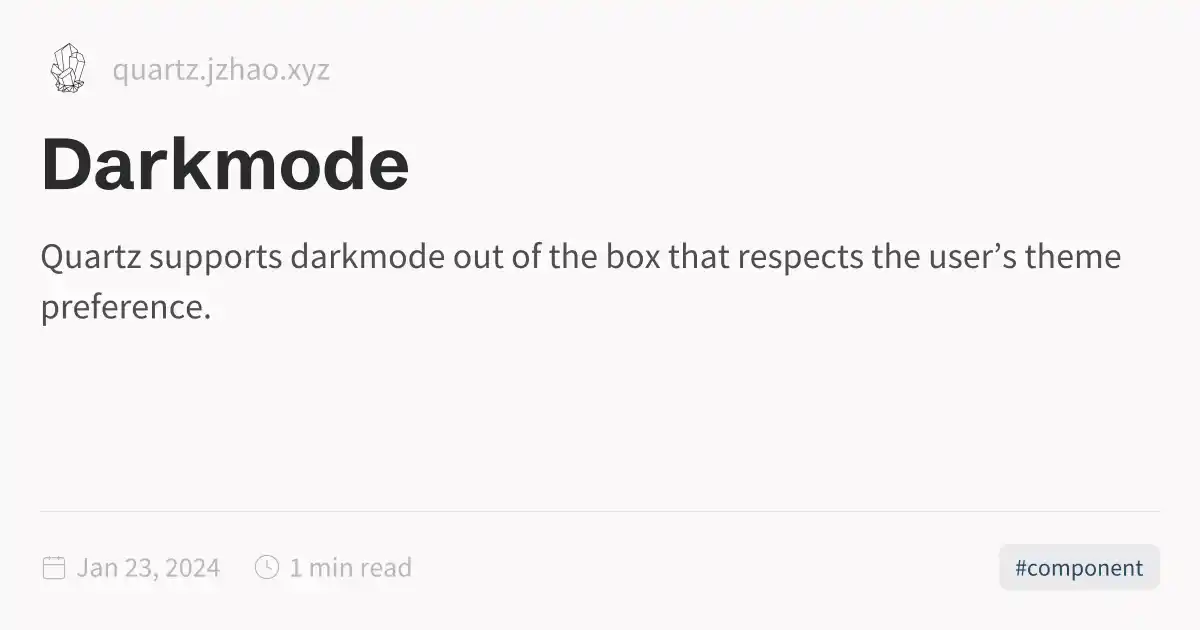 quartz.jzhao.xyz
Darkmode
Quartz supports darkmode out of the box that respects the user’s theme
preference.
Jan 23, 2024
1 min read
#component